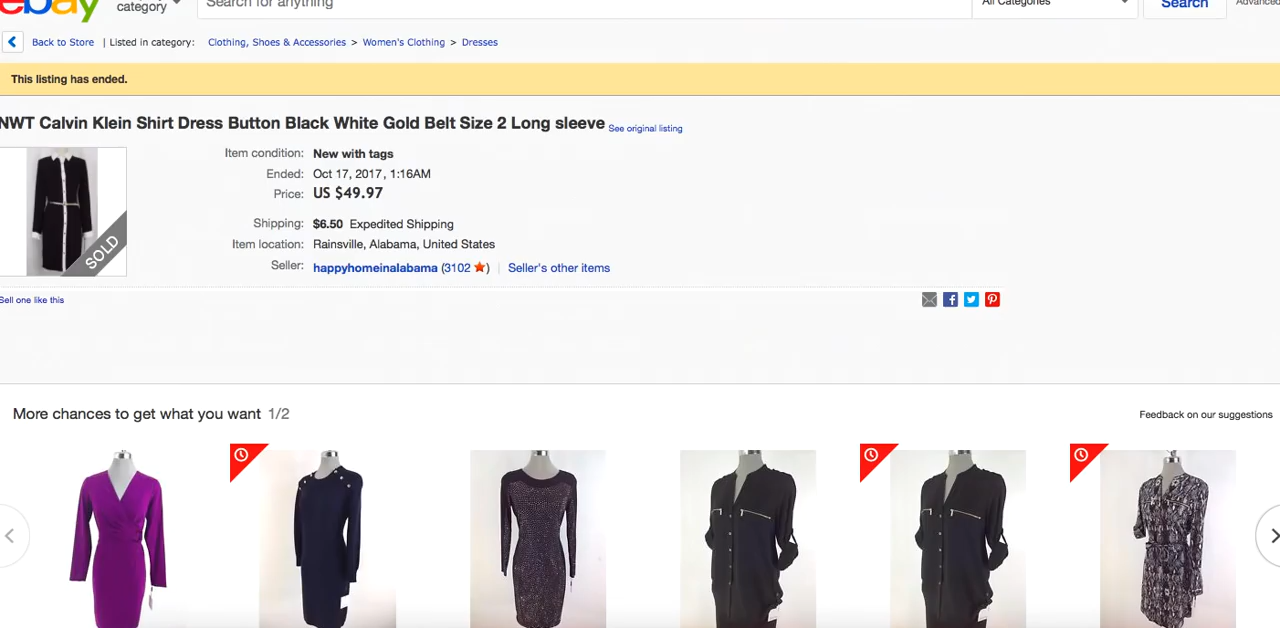 ebay
category
Search for anything
All Categories
Search
Advanced
Back to Store | Listed in category: Clothing, Shoes & Accessories > Women's Clothing > Dresses
This listing has ended.
NWT Calvin Klein Shirt Dress Button Black White Gold Belt Size 2 Long sleeve See original listing
Item condition: New with tags
Ended: Oct 17, 2017, 1:16AM
Price: US $49.97
Shipping: $6.50 Expedited Shipping
Item location: Rainsville, Alabama, United States
Seller: happyhomeinalabama (3102 ) | Seller's other items
SOLD
Sell one like this
More chances to get what you want 1/2
Feedback on our suggestions